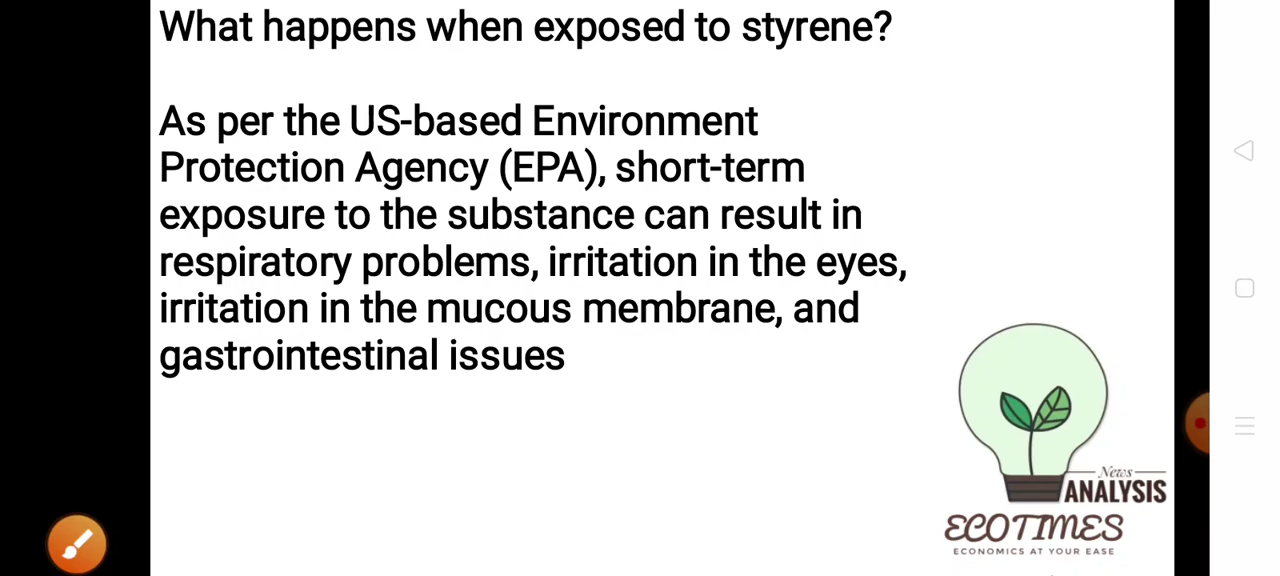 What happens when exposed to styrene?
As per the US-based Environment
Protection Agency (EPA), short-term
exposure to the substance can result in
respiratory problems, irritation in the eyes,
irritation in the mucous membrane, and
gastrointestinal issues
News
ANALYSIS
ECOTIMES
ECONOMICS AT YOUR EASE